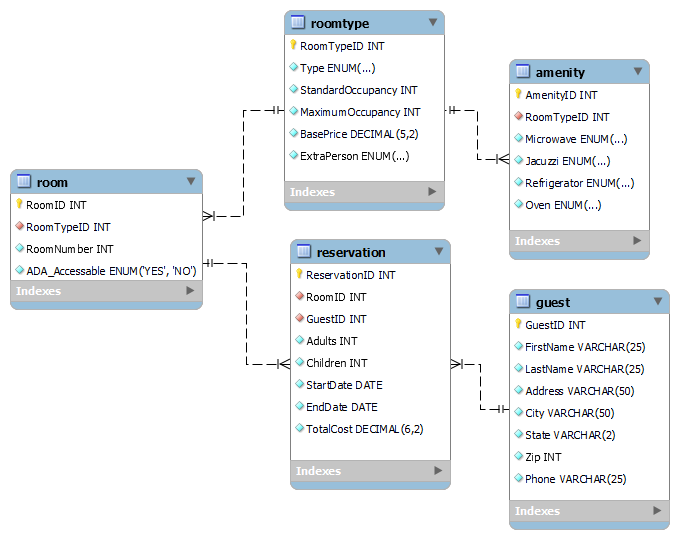 roomtype
RoomTypeID INT
Type ENUM(...)
StandardOccupancy INT
MaximumOccupancy INT
BasePrice DECIMAL(5,2)
ExtraPerson ENUM(...)
Indexes
amenity
AmenityID INT
RoomTypeID INT
Microwave ENUM(...)
Jacuzzi ENUM(...)
Refrigerator ENUM(...)
Oven ENUM(...)
Indexes
room
RoomID INT
RoomTypeID INT
RoomNumber INT
ADA_Accessable ENUM('YES', 'NO')
Indexes
reservation
ReservationID INT
RoomID INT
GuestID INT
Adults INT
Children INT
StartDate DATE
EndDate DATE
TotalCost DECIMAL(6,2)
Indexes
guest
GuestID INT
FirstName VARCHAR(25)
LastName VARCHAR(25)
Address VARCHAR(50)
City VARCHAR(50)
State VARCHAR(2)
Zip INT
Phone VARCHAR(25)
Indexes